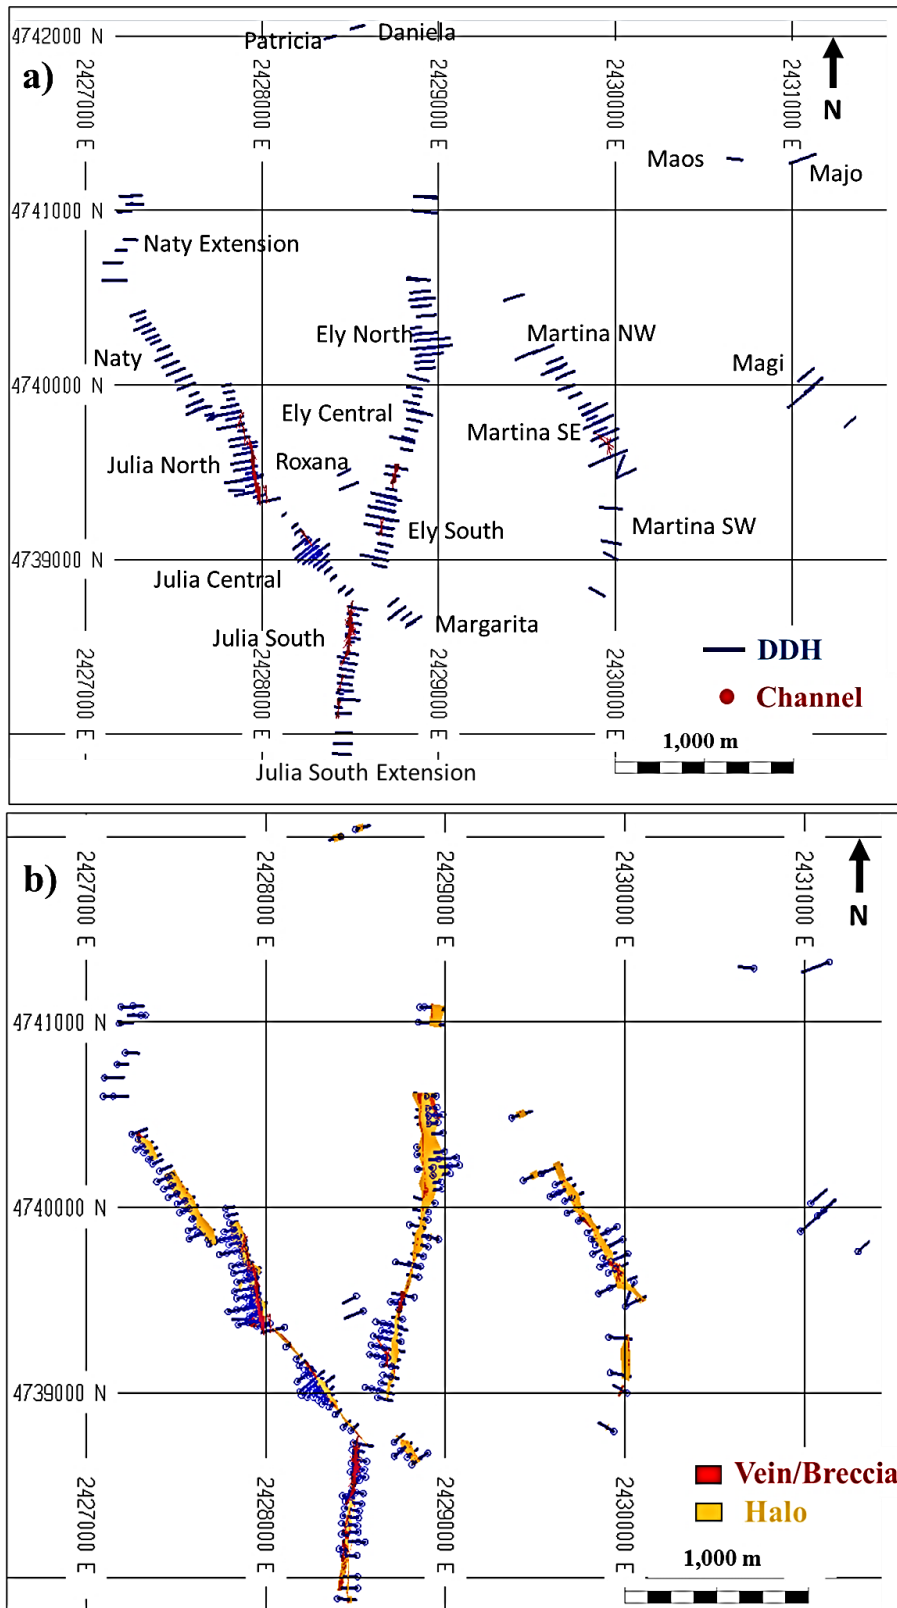 Patricia
Daniela
4742000 N
a)
2427000 E
2428000 E
2429000 E
2430000 E
2431000 E
N
Maos
Majo
4741000 N
Naty Extension
Ely North
Martina NW
Naty
Magi
4740000 N
Ely Central
Martina SE
Julia North
Roxana
Martina SW
Ely South
4739000 N
Julia Central
Margarita
Julia South
2427000 E
2428000 E
2429000 E
2430000 E
DDH
Channel
1,000 m
Julia South Extension
b)
2427000 E
2428000 E
2429000 E
2430000 E
2431000 E
N
4741000 N
4740000 N
4739000 N
2427000 E
2428000 E
2429000 E
2430000 E
Vein/Breccia
Halo
1,000 m